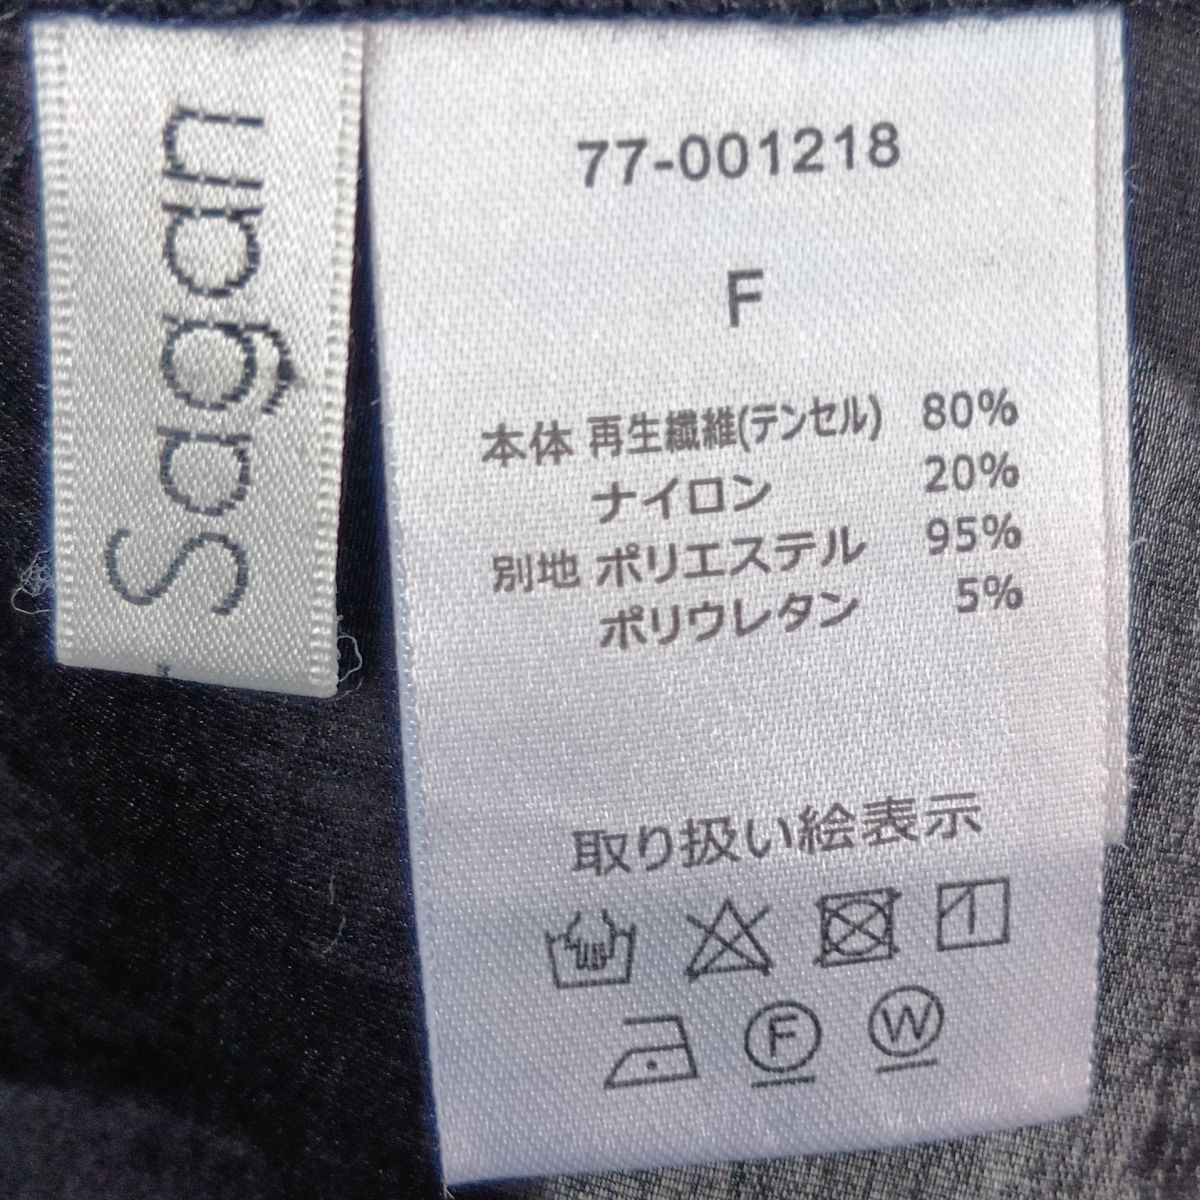 Sagan
77-001218
F
本体 再生繊維(テンセル) 80%
ナイロン 20%
別地 ポリエステル 95%
ポリウレタン 5%
取り扱い絵表示
F W